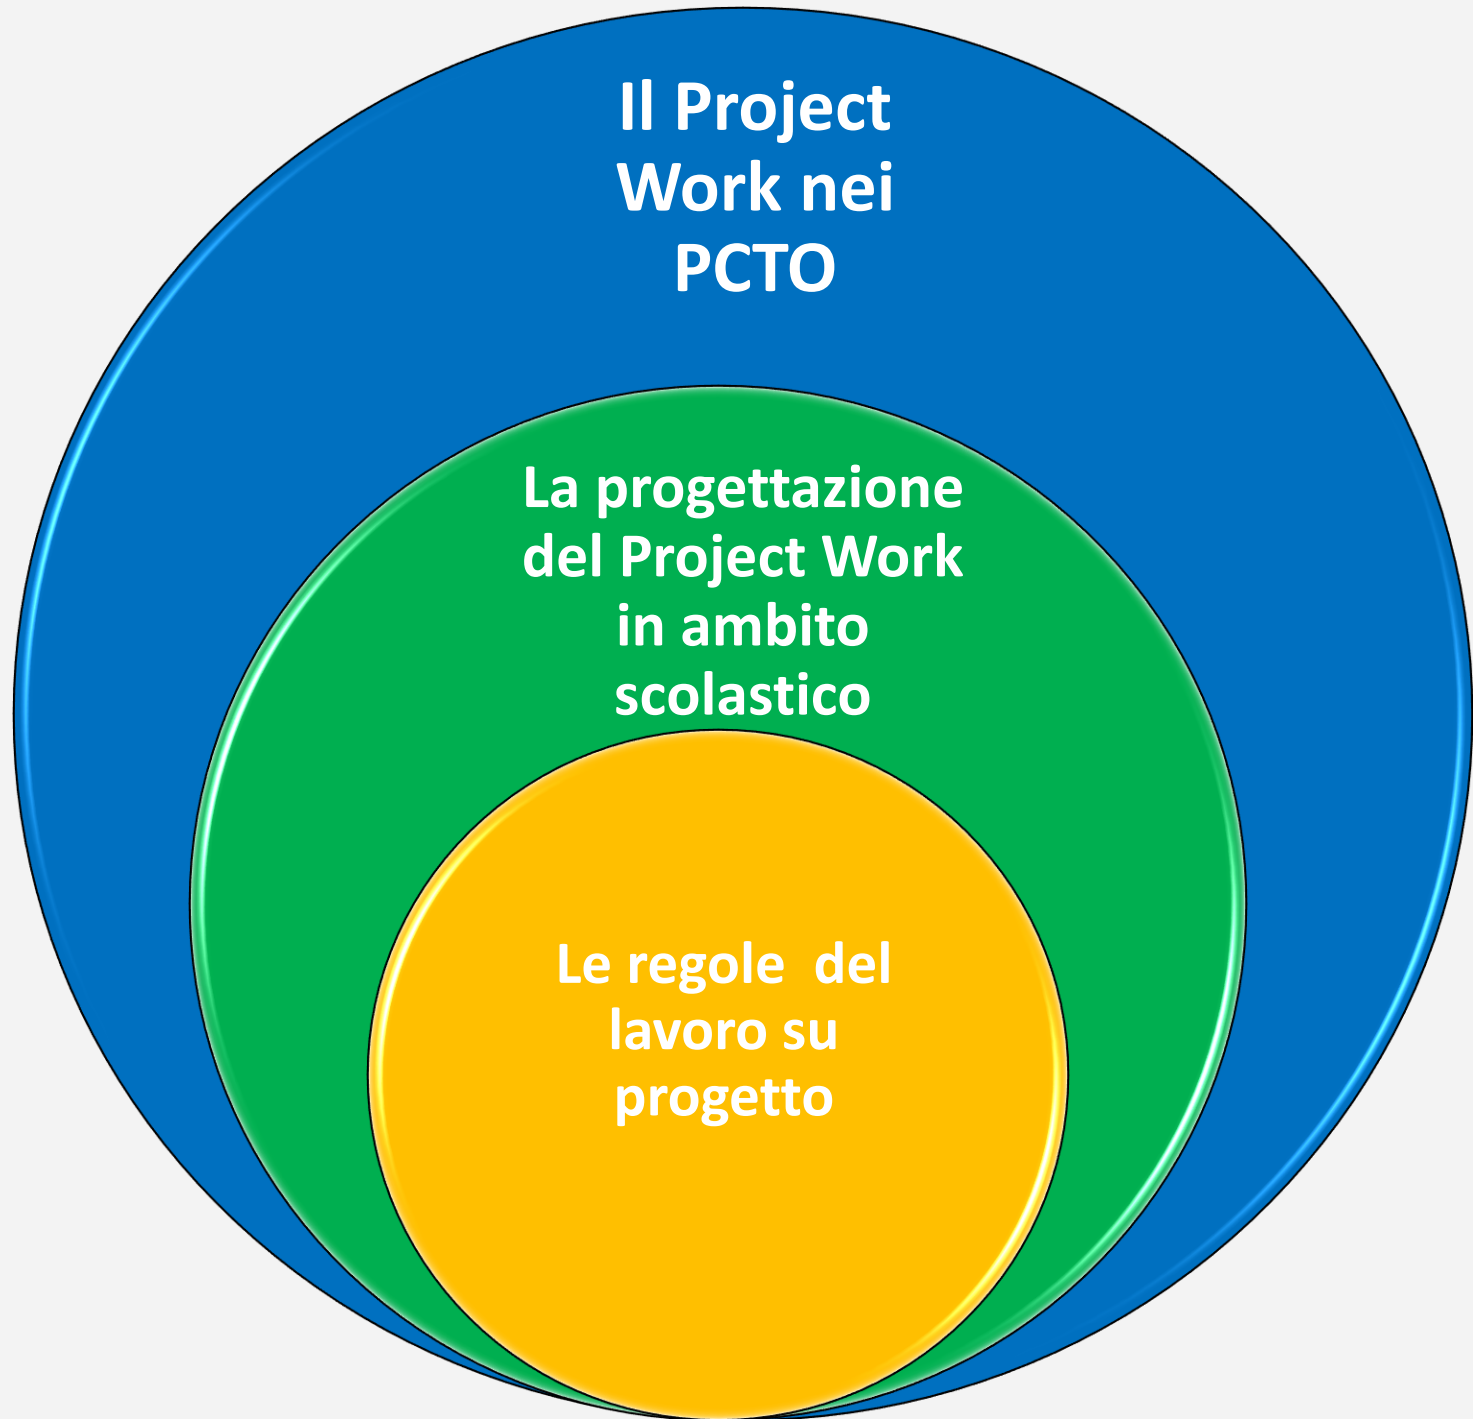 Il Project
Work nei
PCTO
La progettazione
del Project Work
in ambito
scolastico
Le regole  del
lavoro su
progetto